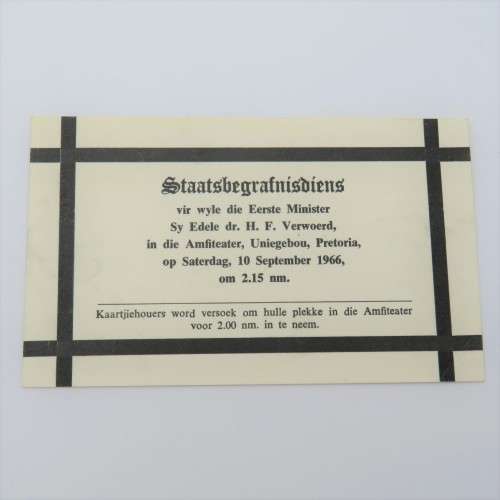 Staatsbegrafnisdiens
vir wyle die Eerste Minister
Sy Edele dr. H. F. Verwoerd,
in die Amfiteater, Uniegebou, Pretoria,
op Saterdag, 10 September 1966,
om 2.15 nm.
Kaartjiehouers word versoek om hulle plekke in die Amfiteater
voor 2.00 nm. in te neem.